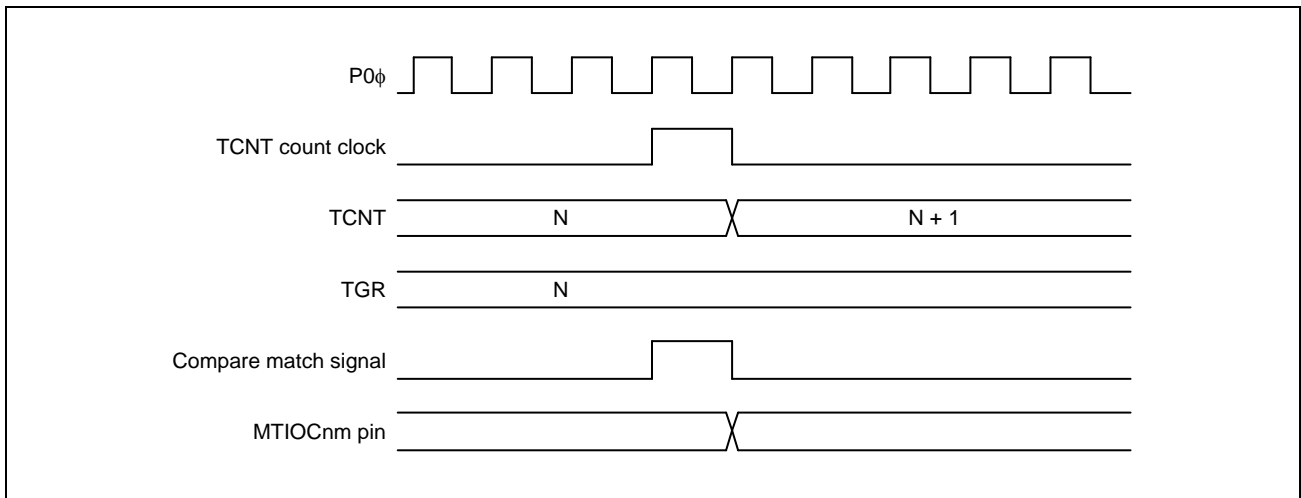 P0ϕ
TCNT count clock
TCNT N N + 1
TGR N
Compare match signal
MTIOCnm pin